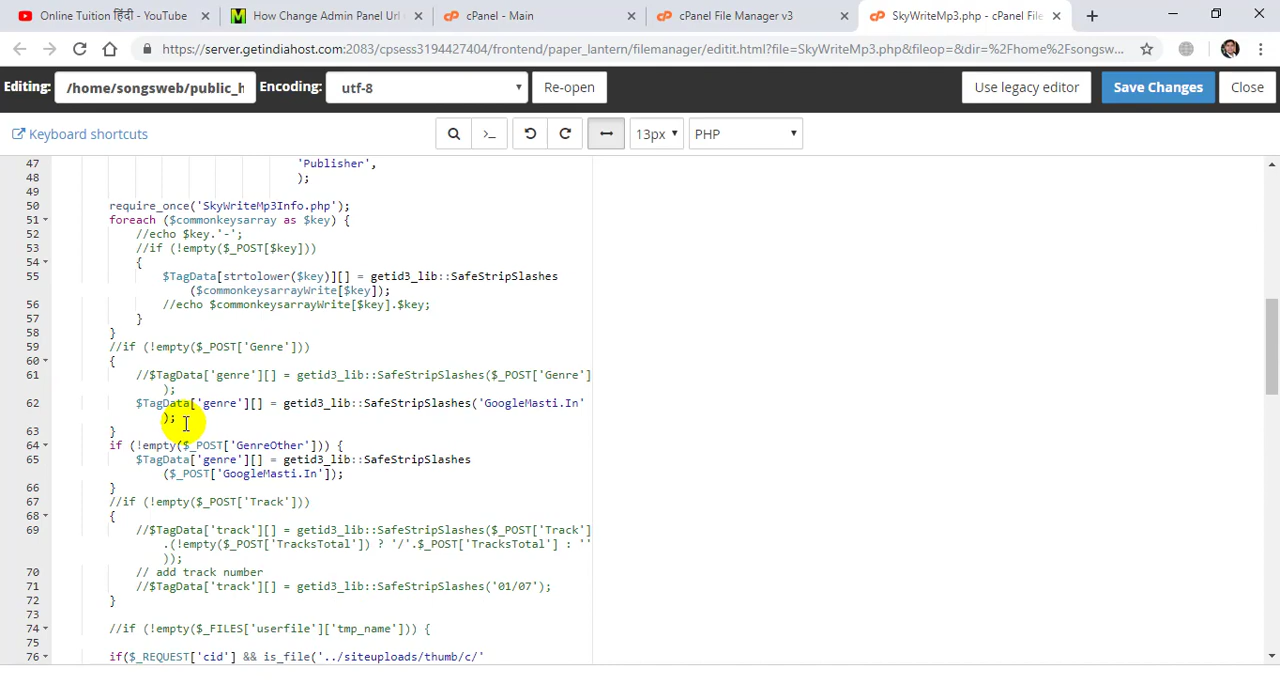 Online Tuition हिंदी - YouTube
How Change Admin Panel Url
cPanel - Main
cPanel File Manager v3
SkyWriteMp3.php - cPanel File
https://server.getindiahost.com:2083/cpsess3194427404/frontend/paper_lantern/filemanager/editit.html?file=SkyWriteMp3.php&fileop=&dir=%2Fhome%2Fsongsw...
Editing: /home/songsweb/public_h Encoding: utf-8 Re-open Use legacy editor Save Changes Close
Keyboard shortcuts 13px PHP
47 'Publisher',
48 );
49
50 require_once('SkyWriteMp3Info.php');
51 foreach ($commonkeysarray as $key) {
52 //echo $key.'-';
53 //if (!empty($_POST[$key]))
54 {
55 $TagData[strtolower($key)][] = getid3_lib::SafeStripSlashes
($commonkeysarrayWrite[$key]);
56 //echo $commonkeysarrayWrite[$key].$key;
57 }
58 }
59 //if (!empty($_POST['Genre']))
60 {
61 //$TagData['genre'][] = getid3_lib::SafeStripSlashes($_POST['Genre']
);
62 $TagData['genre'][] = getid3_lib::SafeStripSlashes('GoogleMasti.In'
);
63 }
64 if (!empty($_POST['GenreOther'])) {
65 $TagData['genre'][] = getid3_lib::SafeStripSlashes
($_POST['GoogleMasti.In']);
66 }
67 //if (!empty($_POST['Track']))
68 {
69 //$TagData['track'][] = getid3_lib::SafeStripSlashes($_POST['Track']
.(!empty($_POST['TracksTotal']) ? '/'.$_POST['TracksTotal'] : ''
));
70 // add track number
71 //$TagData['track'][] = getid3_lib::SafeStripSlashes('01/07');
72 }
73
74 //if (!empty($_FILES['userfile']['tmp_name'])) {
75
76 if($_REQUEST['cid'] && is_file('../siteuploads/thumb/c/'